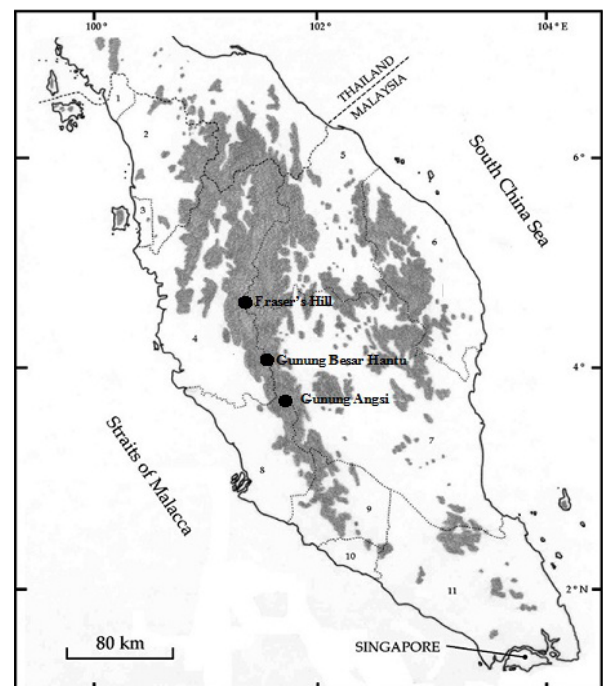 100° 102° 104° E
THAILAND
MALAYSIA
1
2
5
6°
South China Sea
3
6
Fraser's Hill
4
Gunung Besar Hantu
4°
Gunung Angsi
7
Straits of Malacca
8
9
10
11
2° N
80 km
SINGAPORE